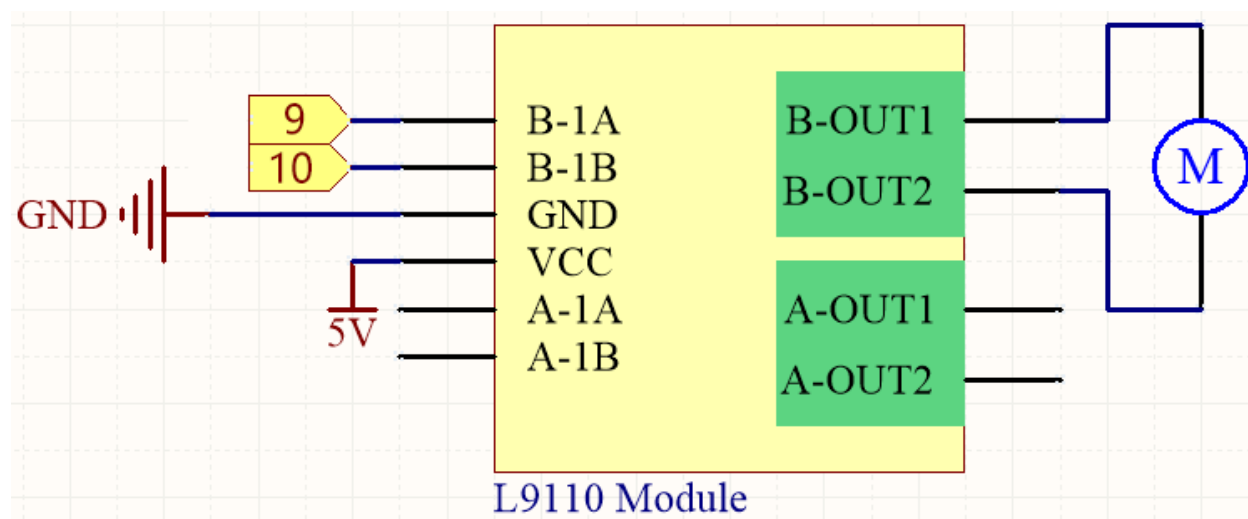 9
10
GND
5V
B-1A
B-1B
GND
VCC
A-1A
A-1B
B-OUT1
B-OUT2
A-OUT1
A-OUT2
M
L9110 Module